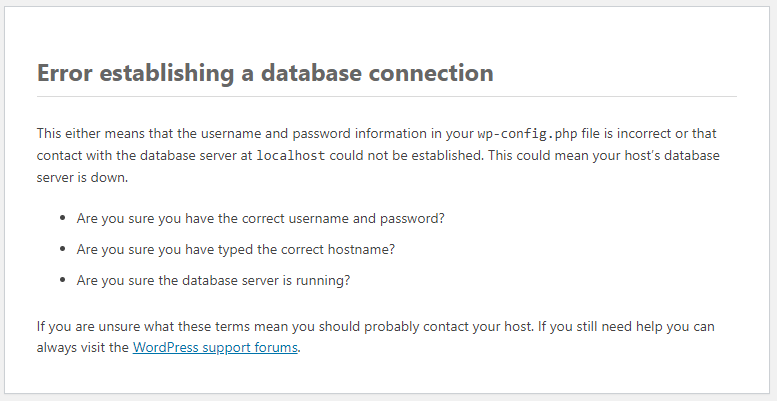 Error establishing a database connection
This either means that the username and password information in your wp-config.php file is incorrect or that
contact with the database server at localhost could not be established. This could mean your host's database
server is down.
• Are you sure you have the correct username and password?
• Are you sure you have typed the correct hostname?
• Are you sure the database server is running?
If you are unsure what these terms mean you should probably contact your host. If you still need help you can
always visit the WordPress support forums.